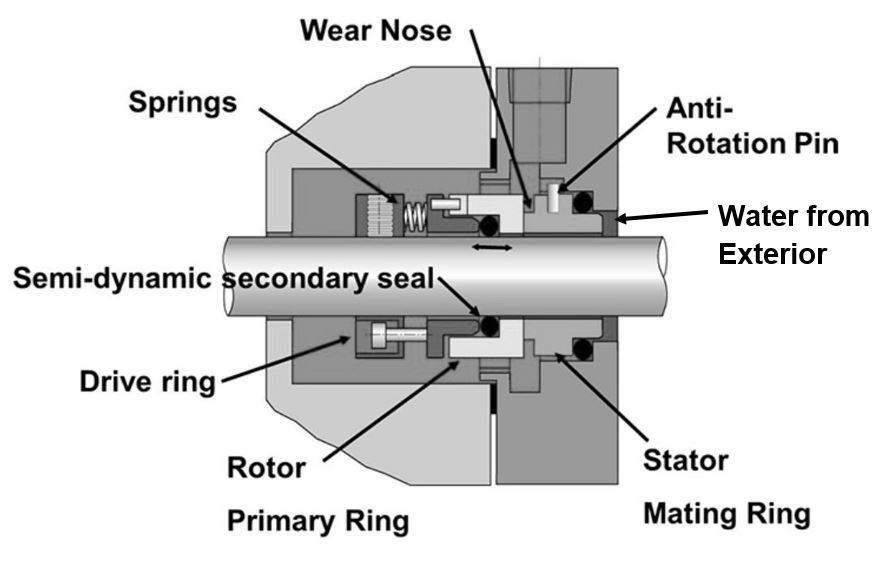 Wear Nose
Springs
Anti-
Rotation Pin
Water from
Exterior
Semi-dynamic secondary seal
Drive ring
Rotor
Primary Ring
Stator
Mating Ring